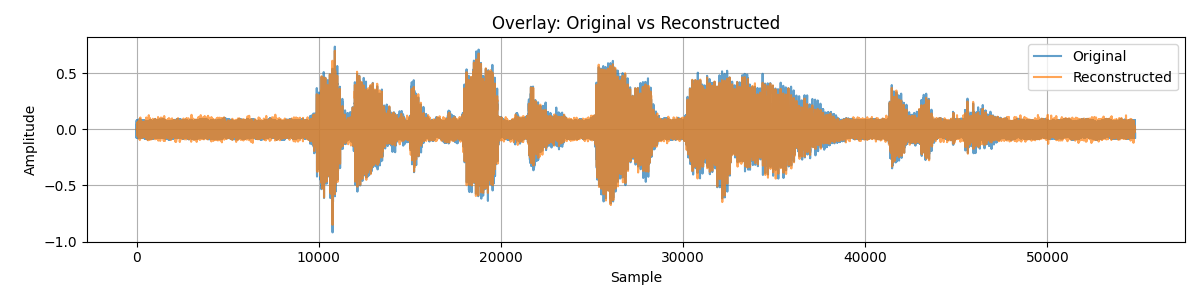 Overlay: Original vs Reconstructed
Original
Reconstructed
Amplitude
0.5
0.0
−0.5
−1.0
0
10000
20000
30000
40000
50000
Sample